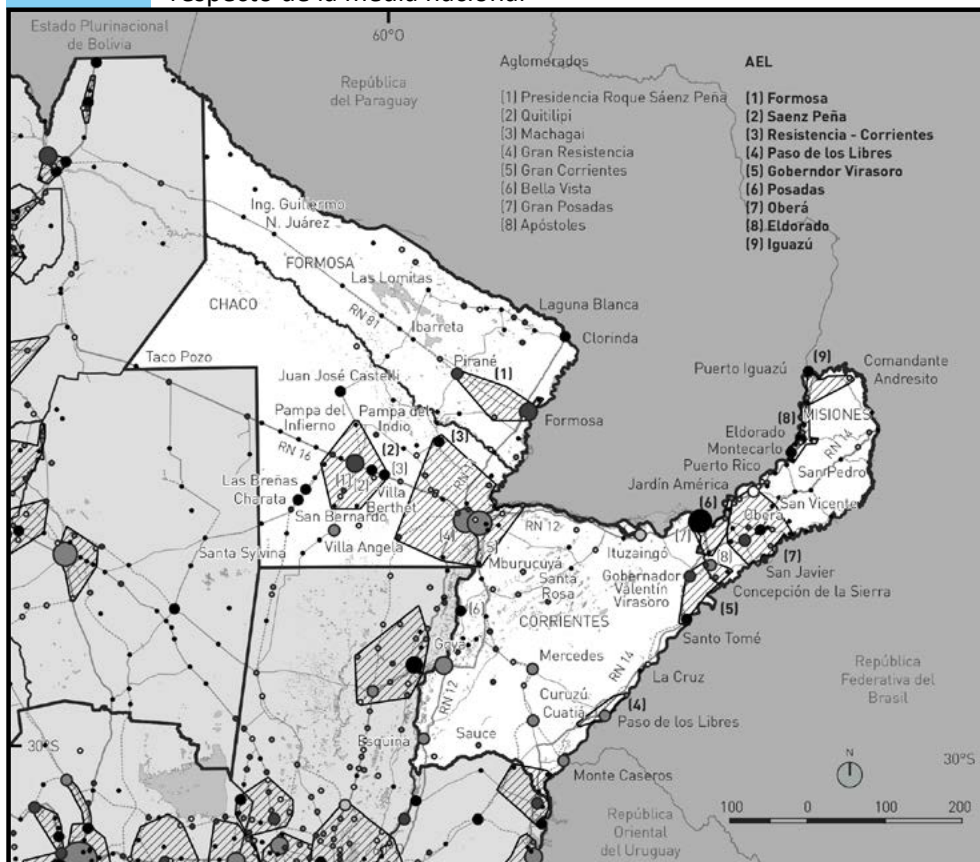 respecto de la media nacional
Estado Plurinacional
de Bolivia
60°O
República
del Paraguay
Aglomerados
[1] Presidencia Roque Sáenz Peña
[2] Quitilipi
[3] Machagai
[4] Gran Resistencia
[5] Gran Corrientes
[6] Bella Vista
[7] Gran Posadas
[8] Apóstoles
AEL
(1) Formosa
(2) Saenz Peña
(3) Resistencia - Corrientes
(4) Paso de los Libres
(5) Goberndor Virasoro
(6) Posadas
(7) Oberá
(8) Eldorado
(9) Iguazú
Ing. Guillermo
N. Juárez
FORMOSA
Las Lomitas
CHACO
RN 81
Ibarreta
Laguna Blanca
Clorinda
Taco Pozo
Pirané
(1)
Juan José Castelli
Formosa
Puerto Iguazú
(9)
Comandante
Andresito
MISIONES
Pampa del
Infierno
Pampa del
Indio
(3)
(8)
Eldorado
RN 14
Montecarlo
Puerto Rico
San Pedro
RN 16
(2)
[1]
[2]
[3]
Las Breñas
Charata
Villa
Berthet
Jardín América
(6)
San Vicente
Oberá
San Bernardo
Villa Angela
[4]
[5]
RN 12
Ituzaingó
[7]
[8]
(7)
San Javier
Santa Sylvina
Mburucuyá
Santa
Rosa
Gobernador
Valentín
Virasoro
Concepción de la Sierra
(5)
[6]
CORRIENTES
Santo Tomé
Goya
Mercedes
RN 14
La Cruz
República
Federativa del
Brasil
RN 12
Curuzú
Cuatiá
(4)
Paso de los Libres
30°S
Esquina
Sauce
N
30°S
Monte Caseros
República
Oriental
del Uruguay
100
0
100
200